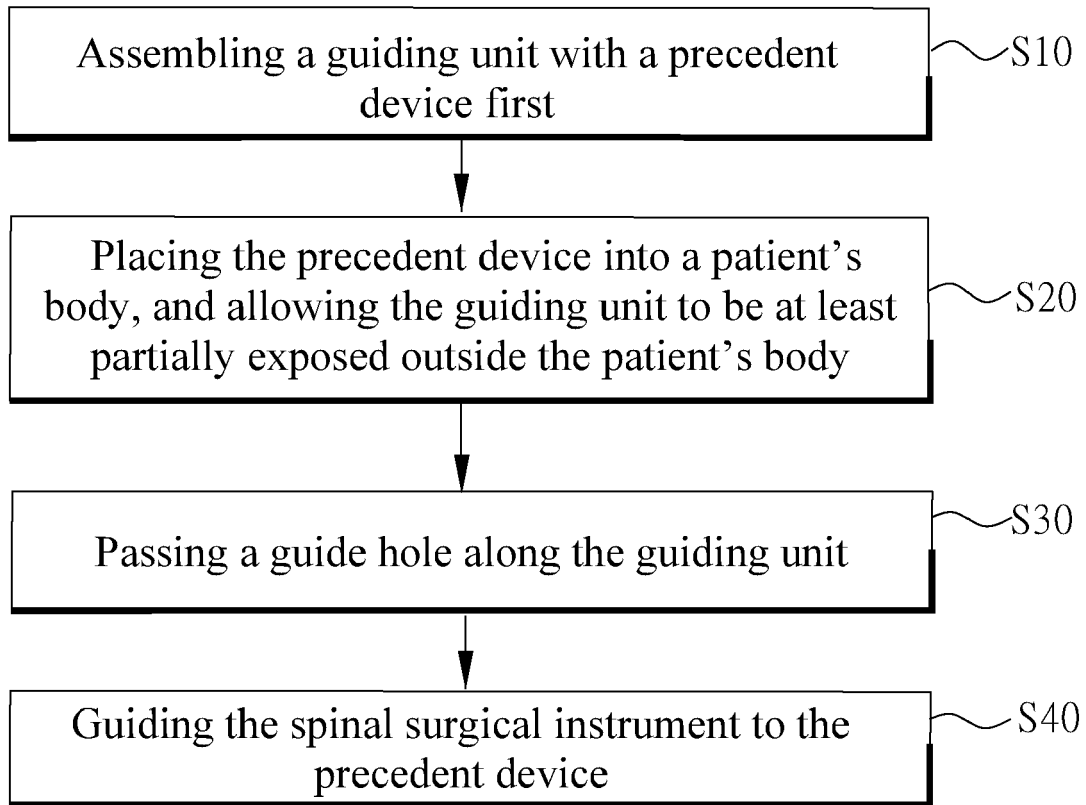 Assembling a guiding unit with a precedent
device first
S10
Placing the precedent device into a patient’s
body, and allowing the guiding unit to be at least
partially exposed outside the patient’s body
S20
Passing a guide hole along the guiding unit
S30
Guiding the spinal surgical instrument to the
precedent device
S40